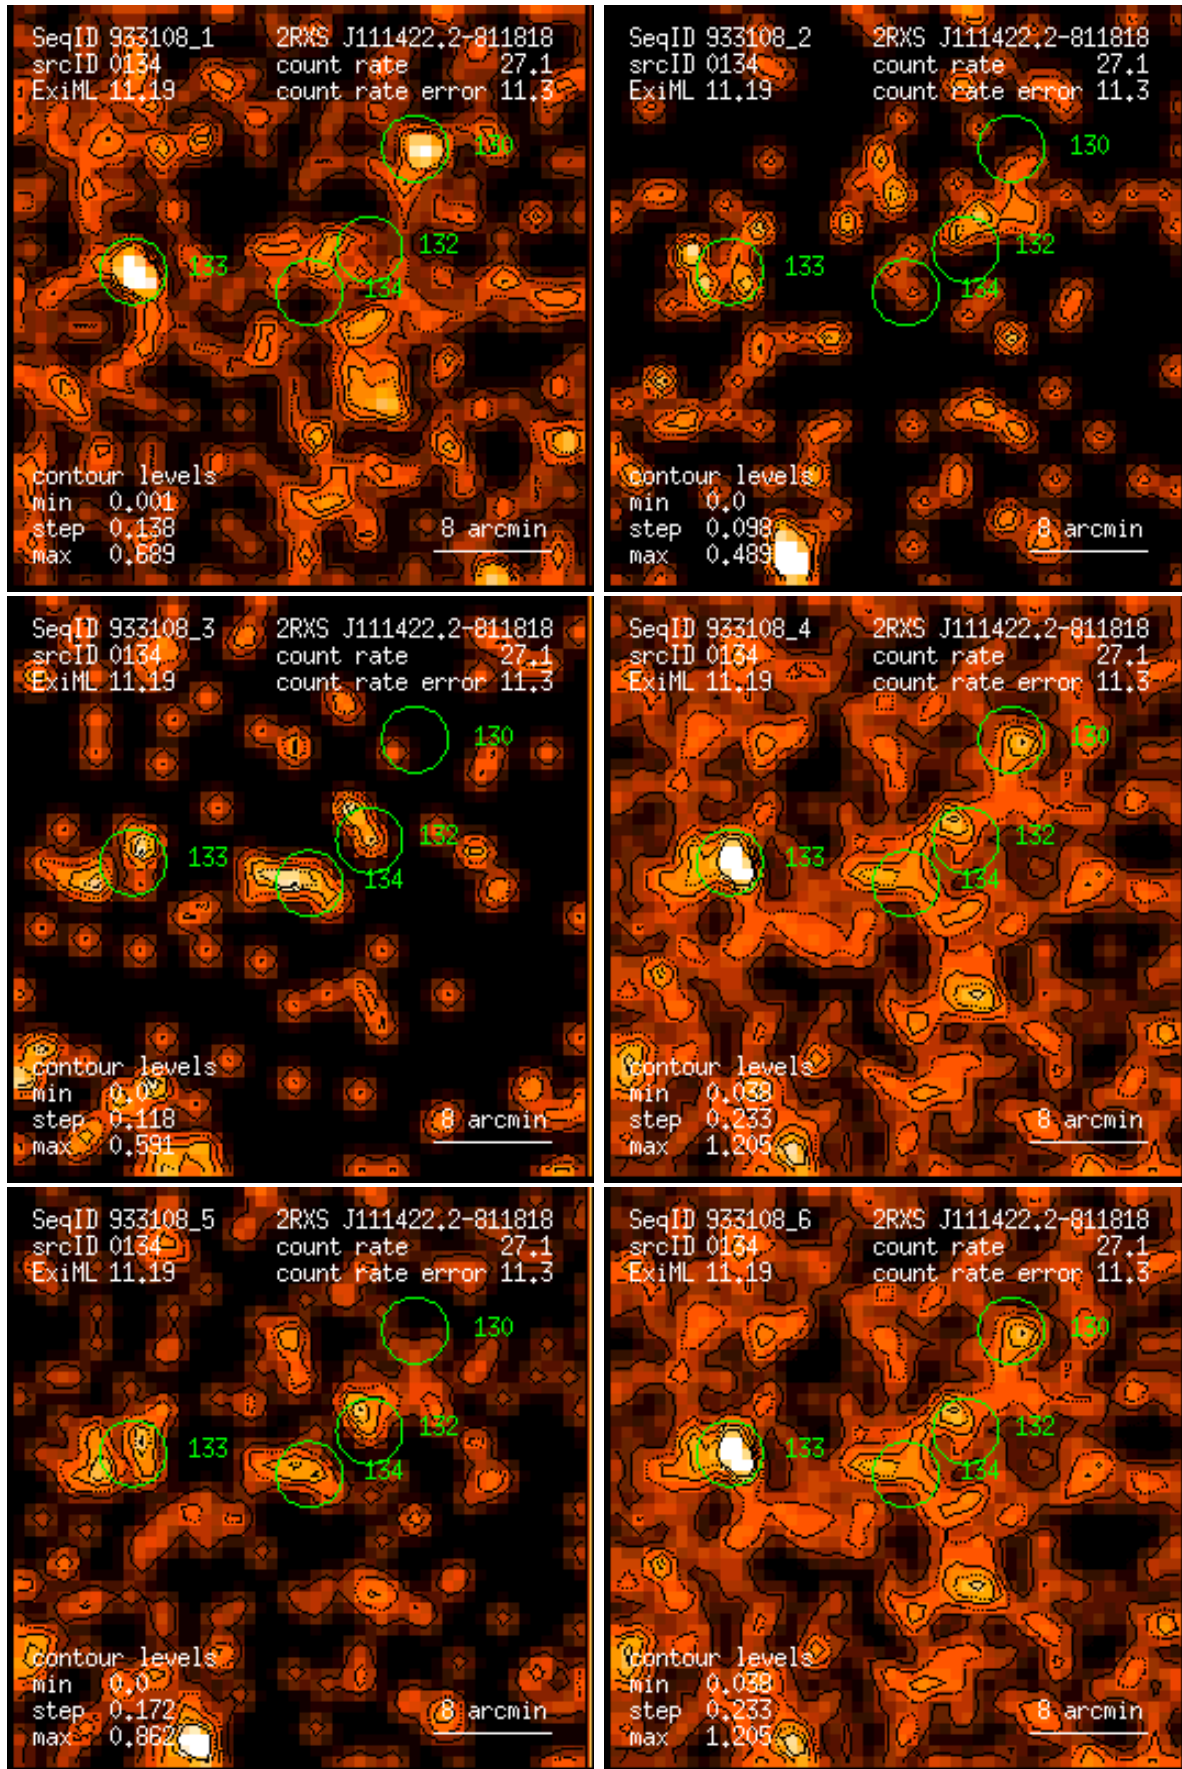 SeqID 933108_1 2RXS J111422.2-811818
srcID 0134 count rate 27.1
ExiML 11.19 count rate error 11.3
130
132
133
134
contour levels
min 0.001
step 0.138 8 arcmin
max 0.689
SeqID 933108_2 2RXS J111422.2-811818
srcID 0134 count rate 27.1
ExiML 11.19 count rate error 11.3
130
132
133
134
contour levels
min 0.0
step 0.098 8 arcmin
max 0.489
SeqID 933108_3 2RXS J111422.2-811818
srcID 0134 count rate 27.1
ExiML 11.19 count rate error 11.3
130
132
133
134
contour levels
min 0.0
step 0.118 8 arcmin
max 0.591
SeqID 933108_4 2RXS J111422.2-811818
srcID 0134 count rate 27.1
ExiML 11.19 count rate error 11.3
130
132
133
134
contour levels
min 0.038
step 0.233 8 arcmin
max 1.205
SeqID 933108_5 2RXS J111422.2-811818
srcID 0134 count rate 27.1
ExiML 11.19 count rate error 11.3
130
132
133
134
contour levels
min 0.0
step 0.172 8 arcmin
max 0.862
SeqID 933108_6 2RXS J111422.2-811818
srcID 0134 count rate 27.1
ExiML 11.19 count rate error 11.3
130
132
133
134
contour levels
min 0.038
step 0.233 8 arcmin
max 1.205